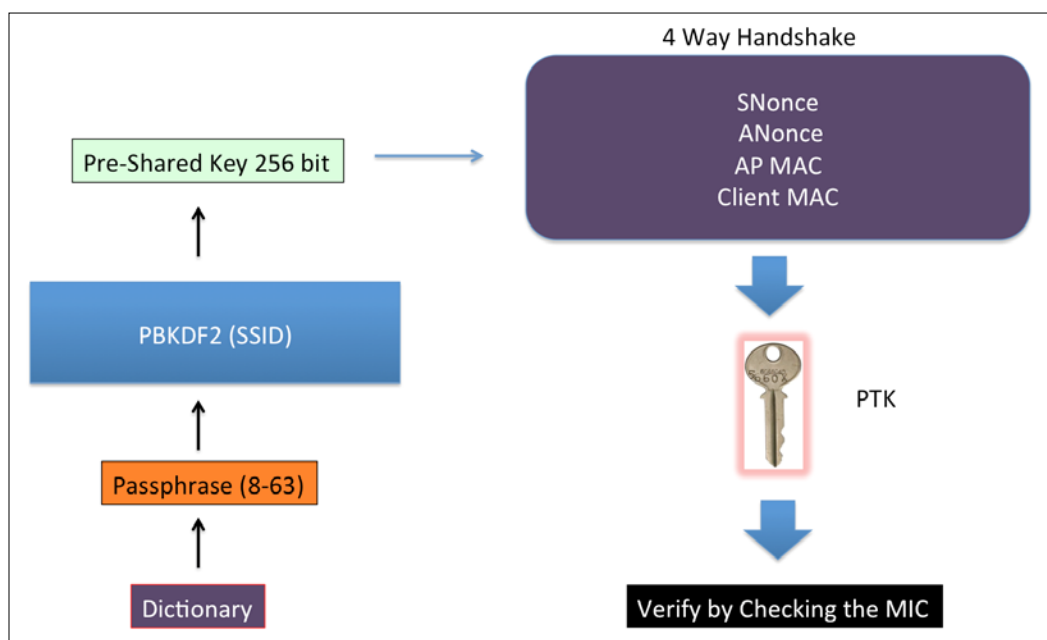 4 Way Handshake
SNonce
ANonce
AP MAC
Client MAC
Pre-Shared Key 256 bit
PBKDF2 (SSID)
PTK
Passphrase (8-63)
Dictionary
Verify by Checking the MIC